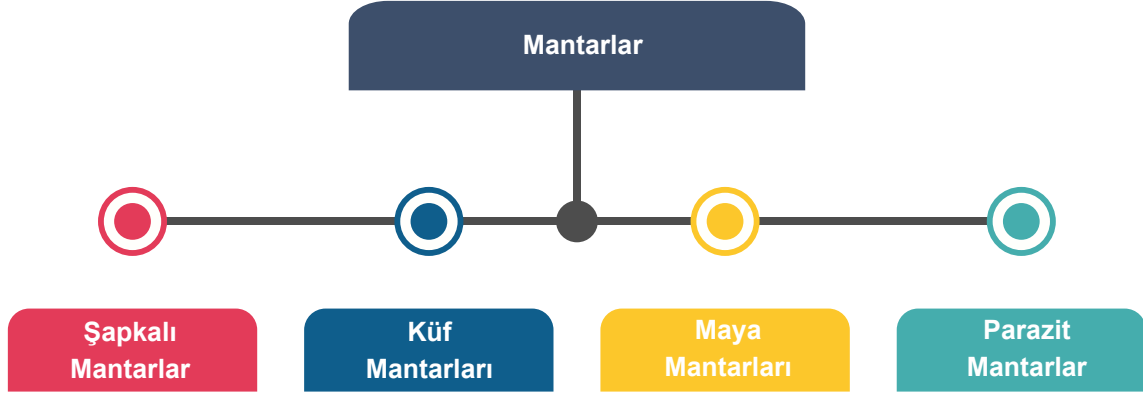 Mantarlar
Şapkalı
Mantarlar
Küf
Mantarları
Maya
Mantarları
Parazit
Mantarlar